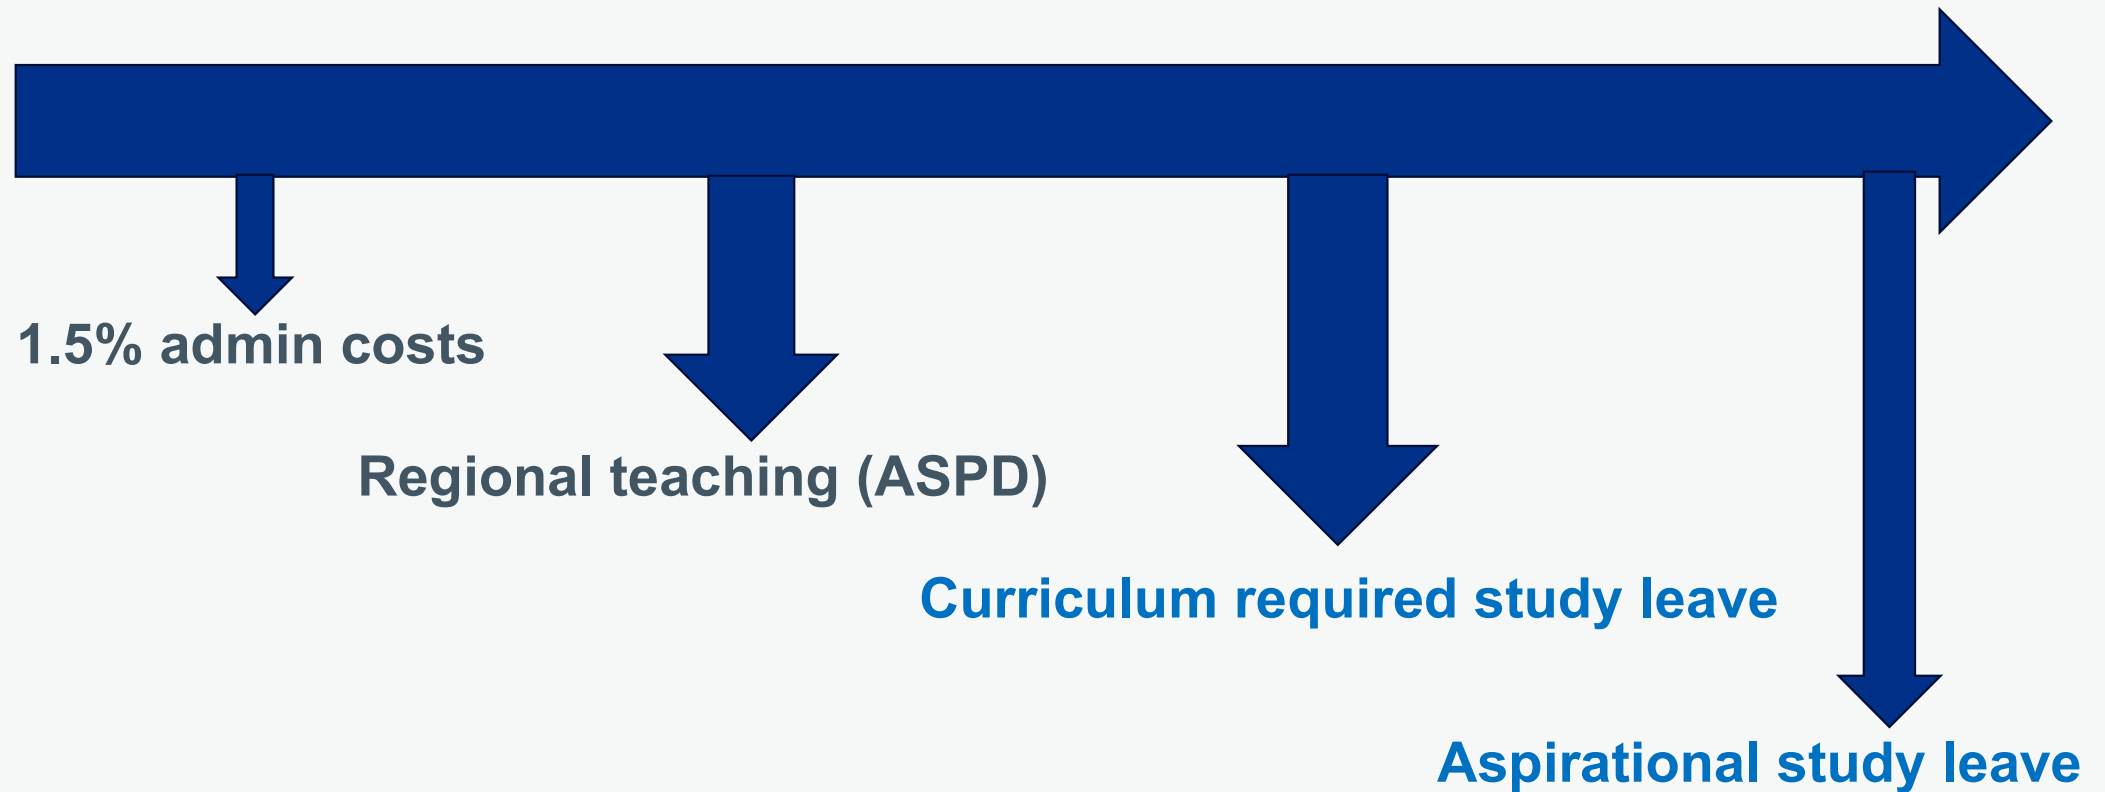 1.5% admin costs
Regional teaching (ASPD)
Curriculum required study leave
Aspirational study leave